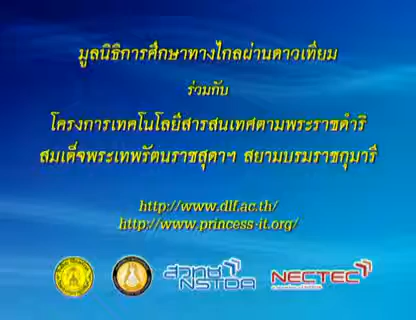 มูลนิธิการศึกษาทางไกลผ่านดาวเทียม
ร่วมกับ
โครงการเทคโนโลยีสารสนเทศตามพระราชดำริ
สมเด็จพระเทพรัตนราชสุดาฯ สยามบรมราชกุมารี
http://www.dlf.ac.th/
http://www.princess-it.org/
สวทช
NSTDA
NECTEC